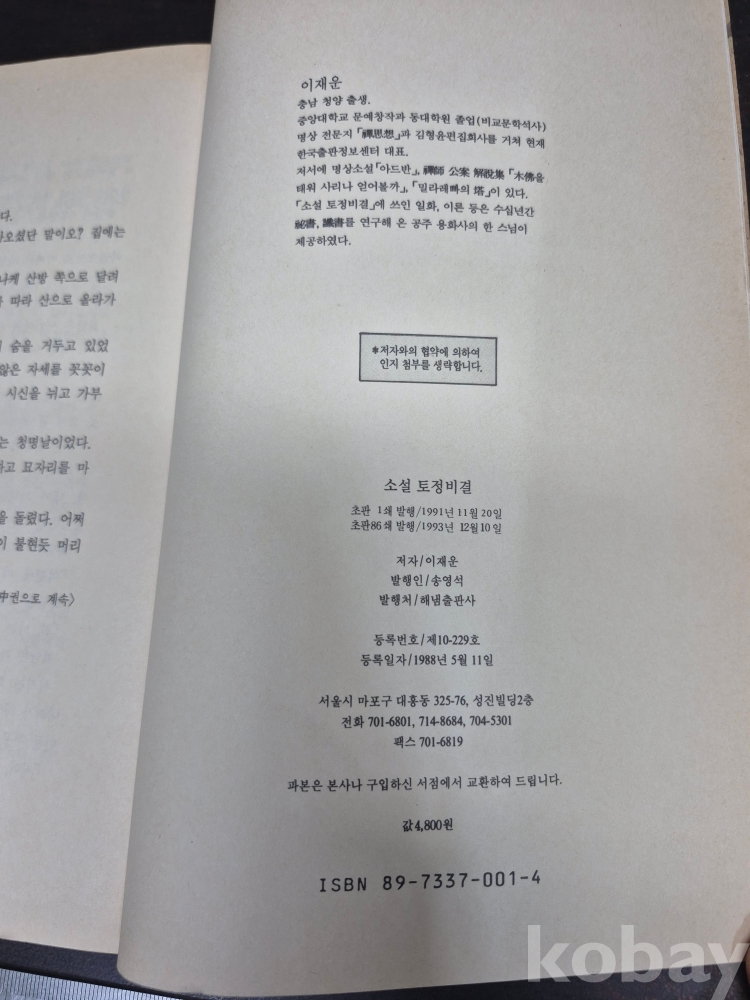 다.
아오셨단 말이오? 집에는
나케 산방 쪽으로 달려
따라 산으로 올라가
숨을 거두고 있었
않은 자세를 꼿꼿이
시신을 뉘고 가부
는 청명날이었다.
하고 묘자리를 마
을 돌렸다. 어찌
이 불현듯 머리
中권으로 계속〉
이재운
충남 청양 출생.
중앙대학교 문예창작과 동대학원 졸업(비교문학석사)
명상 전문지 「禪思想」과 김형윤편집회사를 거쳐 현재
한국출판정보센터 대표.
저서에 명상소설「아드반」, 禪師 公案 解說集 「木佛을
태워 사리나 얻어볼까」, 「밀라레빠의 塔」이 있다.
「소설 토정비결」에 쓰인 일화, 이론 등은 수십년간
祕書, 讖書를 연구해 온 공주 용화사의 한 스님이
제공하였다.
*저자와의 협약에 의하여
인지 첨부를 생략합니다.
소설 토정비결
초판 1쇄 발행/1991년 11월 20일
초판86쇄 발행/1993년 12월10일
저자/이재운
발행인/송영석
발행처/해냄출판사
등록번호/제10-229호
등록일자/1988년 5월 11일
서울시 마포구 대흥동 325-76, 성진빌딩2층
전화 701-6801, 714-8684, 704-5301
팩스 701-6819
파본은 본사나 구입하신 서점에서 교환하여 드립니다.
값4,800원
ISBN 89-7337-001-4
kobay